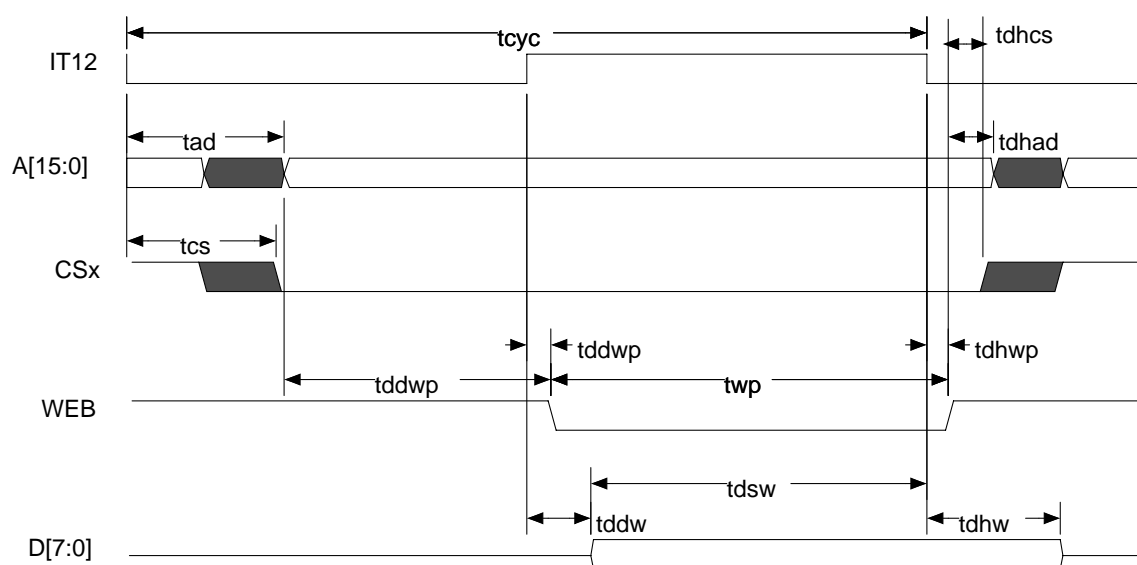 tcyc
tdhcs
IT12
tad
tdhad
A[15:0]
tcs
CSx
tddwp
tdhwp
tddwp
twp
WEB
tdsw
tddw
tdhw
D[7:0]